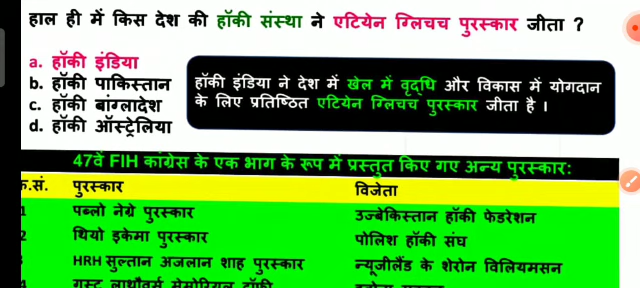 हाल ही में किस देश की हॉकी संस्था ने एटियेन ग्लिचच पुरस्कार जीता ?
a. हॉकी इंडिया
b. हॉकी पाकिस्तान
c. हॉकी बांग्लादेश
d. हॉकी ऑस्ट्रेलिया
हॉकी इंडिया ने देश में खेल में वृद्धि और विकास में योगदान
के लिए प्रतिष्ठित एटियेन ग्लिचच पुरस्कार जीता है ।
47वें FIH कांग्रेस के एक भाग के रूप में प्रस्तुत किए गए अन्य पुरस्कार:
क.सं. पुरस्कार विजेता
1 पब्लो नेग्रे पुरस्कार उज्बेकिस्तान हॉकी फेडरेशन
2 थियो इकेमा पुरस्कार पोलिश हॉकी संघ
HRH सुल्तान अजलान शाह पुरस्कार न्यूजीलैंड के शेरोन विलियमसन